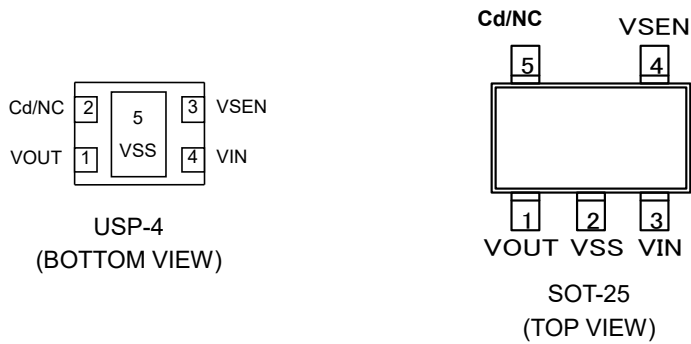 Cd/NC 2 5 3 VSEN
VOUT 1 VSS 4 VIN
USP-4
(BOTTOM VIEW)
Cd/NC VSEN
5 4
1 2 3
VOUT VSS VIN
SOT-25
(TOP VIEW)